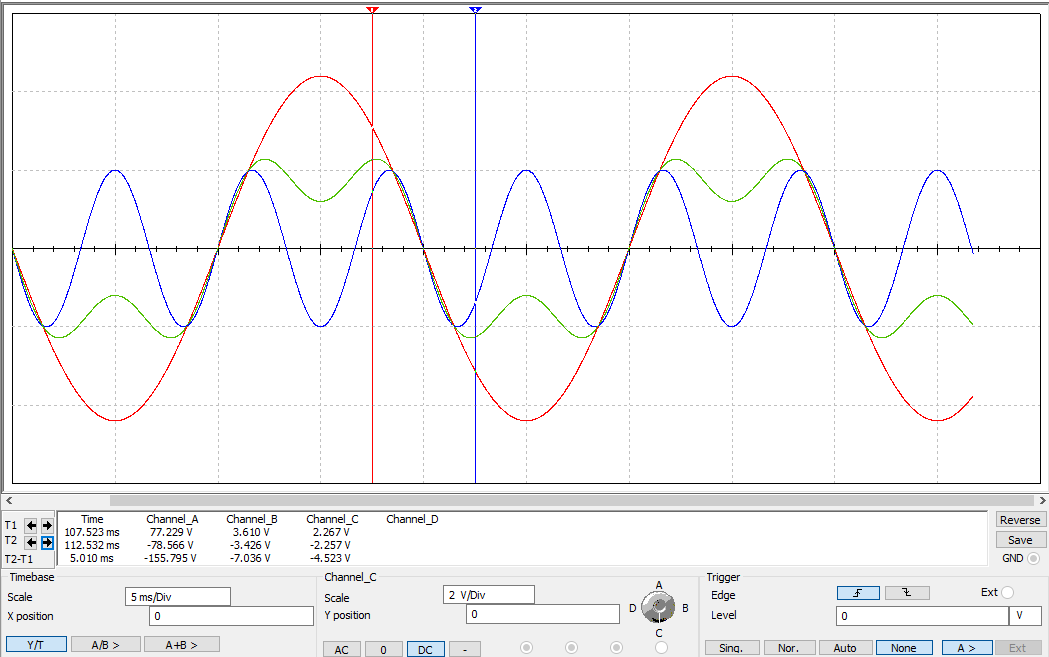 1 2
T1
T2
T2-T1
Time Channel_A Channel_B Channel_C Channel_D
107.523 ms 77.229 V 3.610 V 2.267 V
112.532 ms -78.566 V -3.426 V -2.257 V
5.010 ms -155.795 V -7.036 V -4.523 V
Reverse
Save
GND
Timebase
Scale 5 ms/Div
X position 0
Y/T A/B > A+B >
Channel_C
Scale 2 V/Div
Y position 0
AC 0 DC -
A
D B
C
Trigger
Edge Ext
Level 0 V
Sing. Nor. Auto None A > Ext